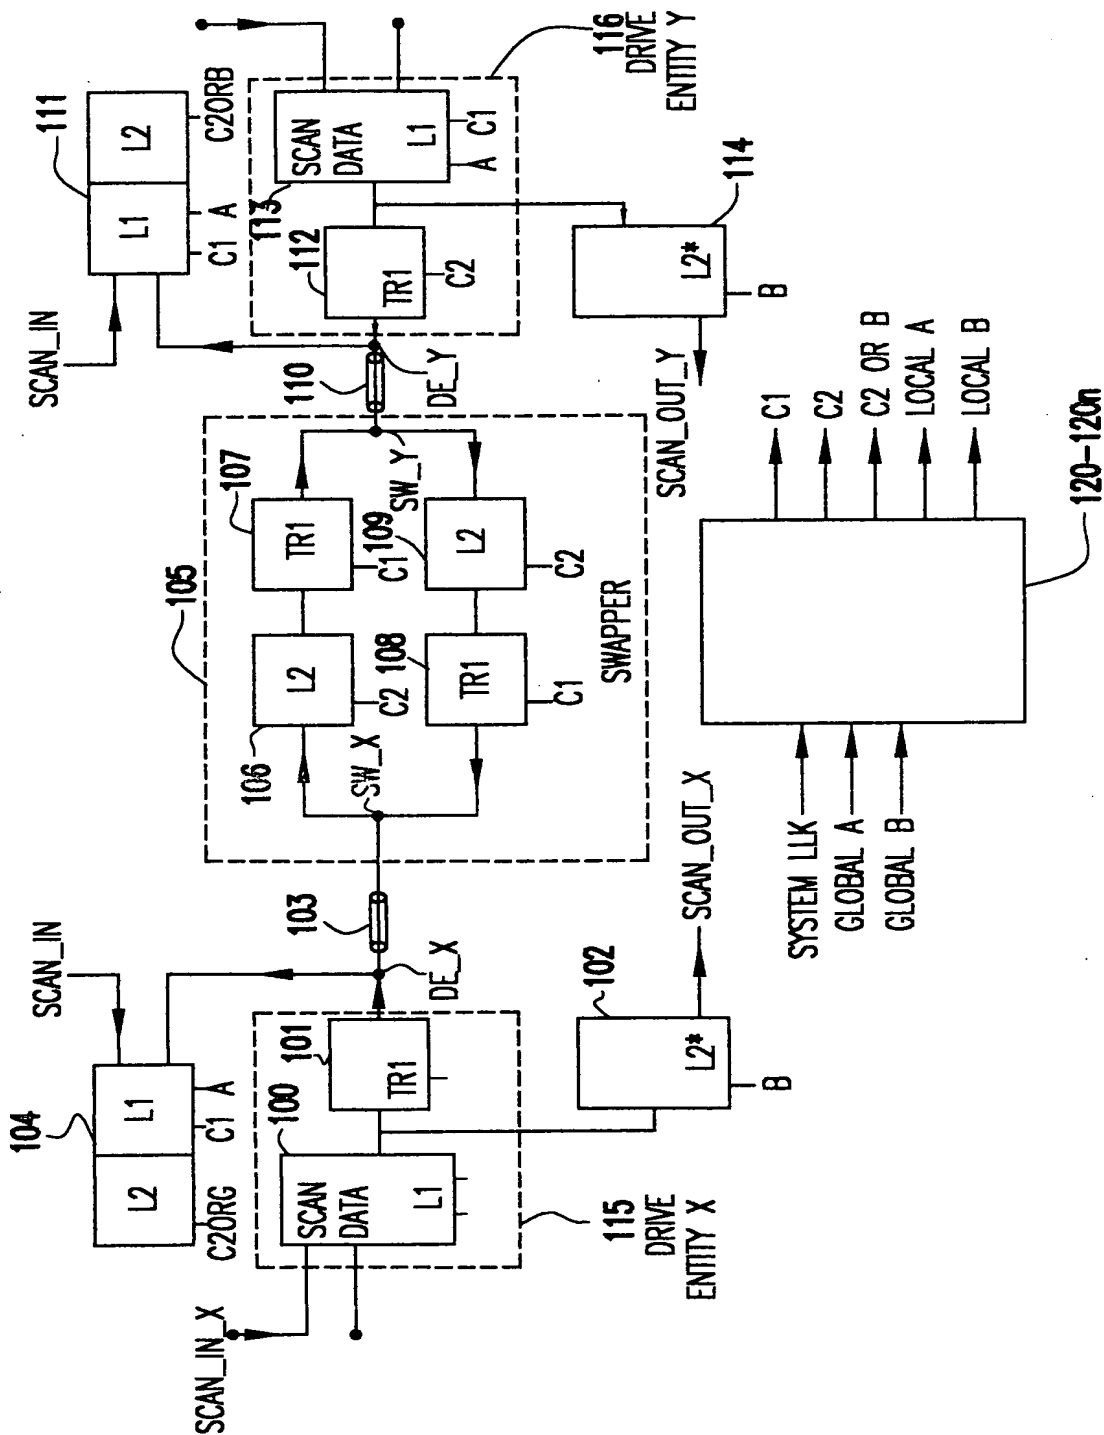 SCAN_IN_X
SCAN_IN
104
L2
L1
C2ORG
C1
A
100
SCAN
DATA
L1
101
TR1
115
DRIVE
ENTITY X
DE_X
103
102
L2*
B
SCAN_OUT_X
105
SW_X
106
L2
C2
107
TR1
C1
108
TR1
C1
109
L2
C2
SW_Y
SWAPPER
110
DE_Y
SCAN_IN
111
L1
L2
C1
A
C2ORB
112
TR1
C2
113
SCAN
DATA
L1
A
C1
116
DRIVE
ENTITY Y
114
L2*
B
SCAN_OUT_Y
SYSTEM LLK
GLOBAL A
GLOBAL B
C1
C2
C2 OR B
LOCAL A
LOCAL B
120-120n